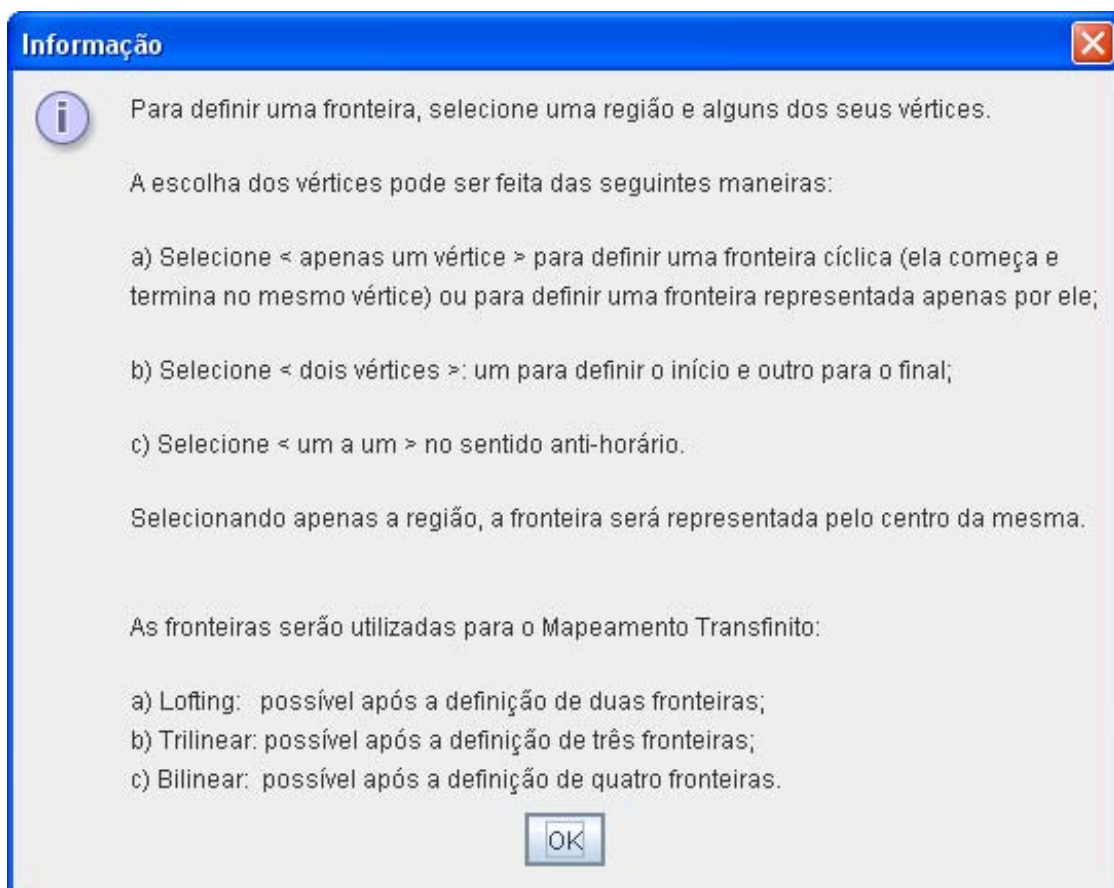 Informação
Para definir uma fronteira, selecione uma região e alguns dos seus vértices.
A escolha dos vértices pode ser feita das seguintes maneiras:
a) Selecione < apenas um vértice > para definir uma fronteira cíclica (ela começa e
termina no mesmo vértice) ou para definir uma fronteira representada apenas por ele;
b) Selecione < dois vértices >: um para definir o início e outro para o final;
c) Selecione < um a um > no sentido anti-horário.
Selecionando apenas a região, a fronteira será representada pelo centro da mesma.
As fronteiras serão utilizadas para o Mapeamento Transfinito:
a) Lofting: possível após a definição de duas fronteiras;
b) Trilinear: possível após a definição de três fronteiras;
c) Bilinear: possível após a definição de quatro fronteiras.
OK